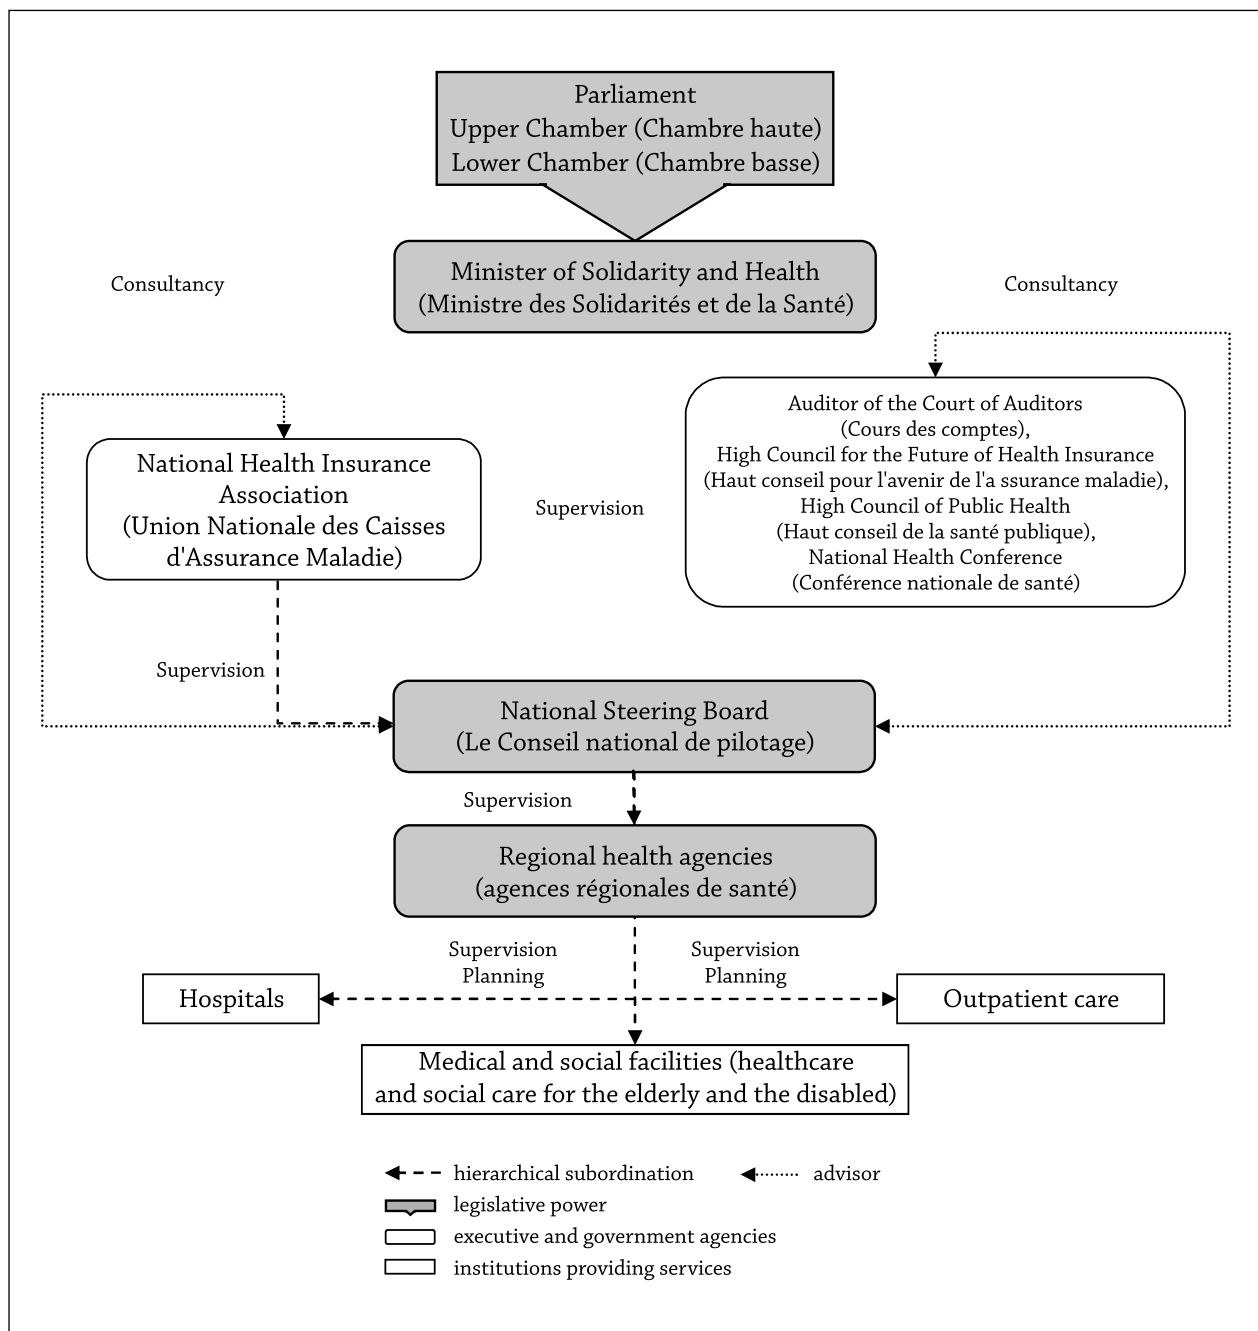 Parliament
Upper Chamber (Chambre haute)
Lower Chamber (Chambre basse)
Minister of Solidarity and Health
(Ministre des Solidarités et de la Santé)
Consultancy
Consultancy
National Health Insurance
Association
(Union Nationale des Caisses
d'Assurance Maladie)
Supervision
Auditor of the Court of Auditors
(Cours des comptes),
High Council for the Future of Health Insurance
(Haut conseil pour l'avenir de l'a ssurance maladie),
High Council of Public Health
(Haut conseil de la santé publique),
National Health Conference
(Conférence nationale de santé)
Supervision
National Steering Board
(Le Conseil national de pilotage)
Supervision
Regional health agencies
(agences régionales de santé)
Supervision
Planning
Supervision
Planning
Hospitals
Outpatient care
Medical and social facilities (healthcare
and social care for the elderly and the disabled)
hierarchical subordination
advisor
legislative power
executive and government agencies
institutions providing services